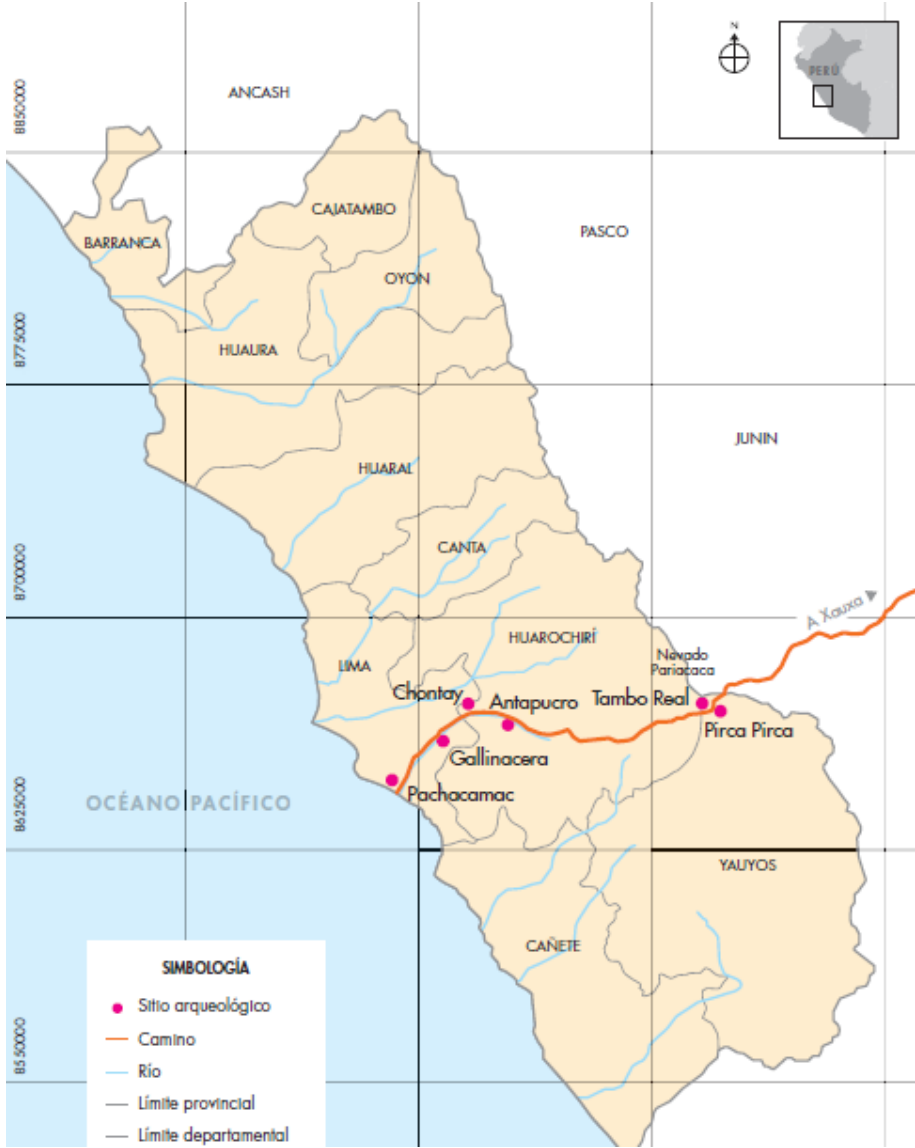 N
PERÚ
8850000
ANCASH
CAJATAMBO
PASCO
BARRANCA
OYON
8775000
HUAURA
JUNIN
HUARAL
CANTA
8700000
A Xauxa
HUAROCHIRÍ
LIMA
Nevado
Pariacaca
Chontay
Antapucro
Tambo Real
Pirca Pirca
Gallinacera
Pachacamac
OCÉANO PACÍFICO
8625000
YAUYOS
CAÑETE
SIMBOLOGÍA
Sitio arqueológico
Camino
8550000
Río
Límite provincial
Límite departamental